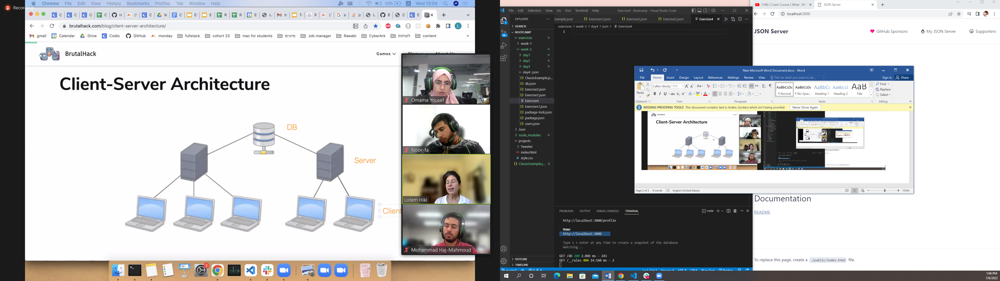 Recording
Chrome File Edit View History Bookmarks Profiles Tab Window Help
32%
Wed 13:04
brutalhack.com/blog/client-server-architecture/
gmail Calendar Drive Codio GitHub monday fullstack cohort 23 mac for students מיונים Job manager Rawabi CyberArk לקוחות content »
BrutalHack
Games
Client-Server Architecture
DB
Server
Client
Omama Yousef
Noor-fa
Lotem Hiki
Mohammad Haj-Mahmoud
File Edit Selection View Go Run Terminal Help
Exercise4 - Bootcamp - Visual Studio Code
EXPLORER
Example.json Exercises1.json Exercise2.json Exercise3.json Exercise4
SEARCH
exercices > week-2 > day4 > json > Exercise4
BOOTCAMP
1
exercices
week-1
2K+
week-2
day1
day2
day3
day4 \ json
ClassicExample.js...
db.json
Exercise2.json
Exercise3.json
Exercise4
Exercises1.json
package-lock.json
package.json
users.json
Json
node_modules
projects
Tweeter
index.html
style.css
ClassicExample.j... U
OUTLINE
TIMELINE
PROBLEMS OUTPUT DEBUG CONSOLE TERMINAL
node
http://localhost:3000/profile
Home
http://localhost:3000
Type s + enter at any time to create a snapshot of the database
Watching...
GET /db 200 2.086 ms - 243
GET /__rules 404 14.560 ms - 2
New Microsoft Word Document.docx - Word
File Home Insert Design Layout References Mailings Review View Tell me what you want to do...
Sign in Share
Paste
Calibri (Body) 11
AaBbCcDc AaBbCcDc AaBbCc AaBbCcE AaB
¶ Normal ¶ No Spac... Heading 1 Heading 2 Title
Find
Replace
Select
Clipboard Font Paragraph Styles Editing
MISSING PROOFING TOOLS This document contains text in Arabic (Jordan) which isn't being proofed. Never Show Again
BrutalHack
Client-Server Architecture
Documentation
Page 2 of 2 8 words English (United States)
150%
(146) ( Crash Course ) What , Wh
JSON Server
localhost:3000
JSON Server
GitHub Sponsors My JSON Server Supporters
Documentation
README
To replace this page, create a ./public/index.html file.
1:06 PM
7/6/2022